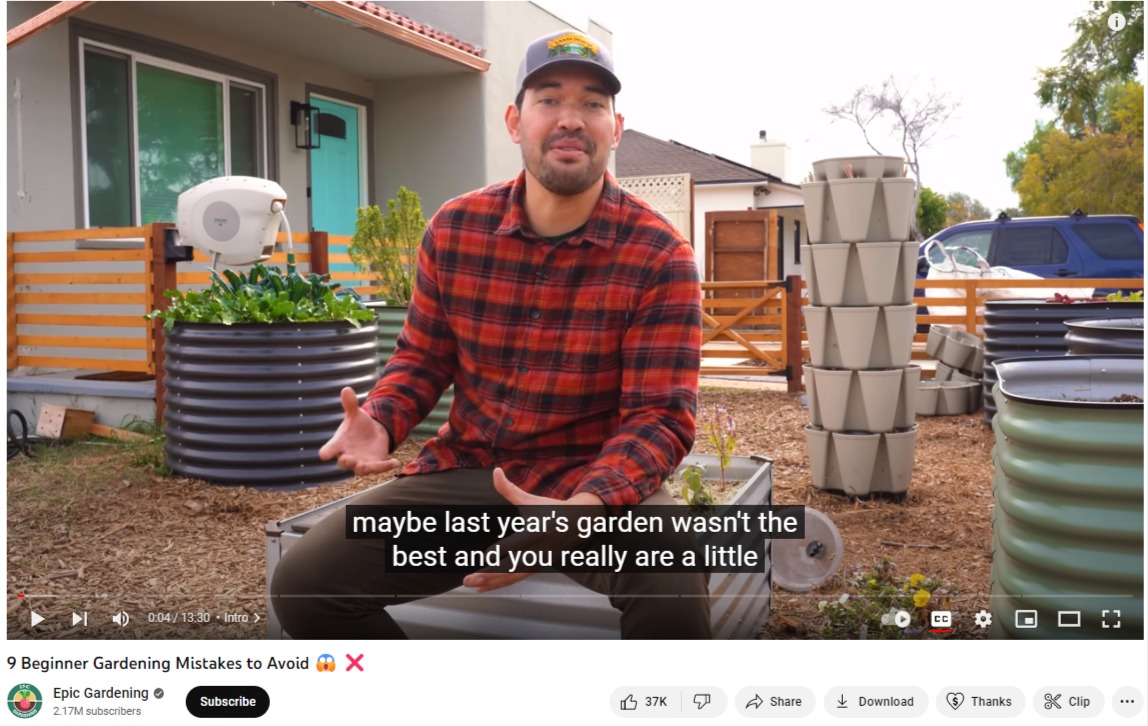 maybe last year's garden wasn't the
best and you really are a little
0:04 / 13:30 • Intro
CC
9 Beginner Gardening Mistakes to Avoid 😱 ❌
Epic Gardening
2.17M subscribers
Subscribe
37K
Share
Download
Thanks
Clip